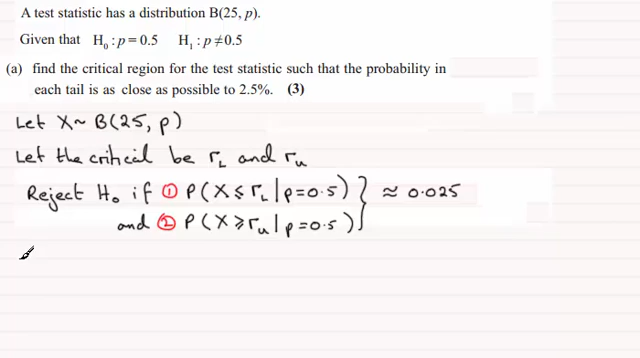 A test statistic has a distribution B(25, p).
Given that H₀ : p = 0.5 H₁ : p ≠ 0.5
(a) find the critical region for the test statistic such that the probability in
each tail is as close as possible to 2.5%. (3)
Let X ~ B(25, p)
Let the critical be r_L and r_u
Reject H₀ if ① P(X ≤ r_L | p=0.5) } ≈ 0.025
and ② P(X ≥ r_u | p=0.5)